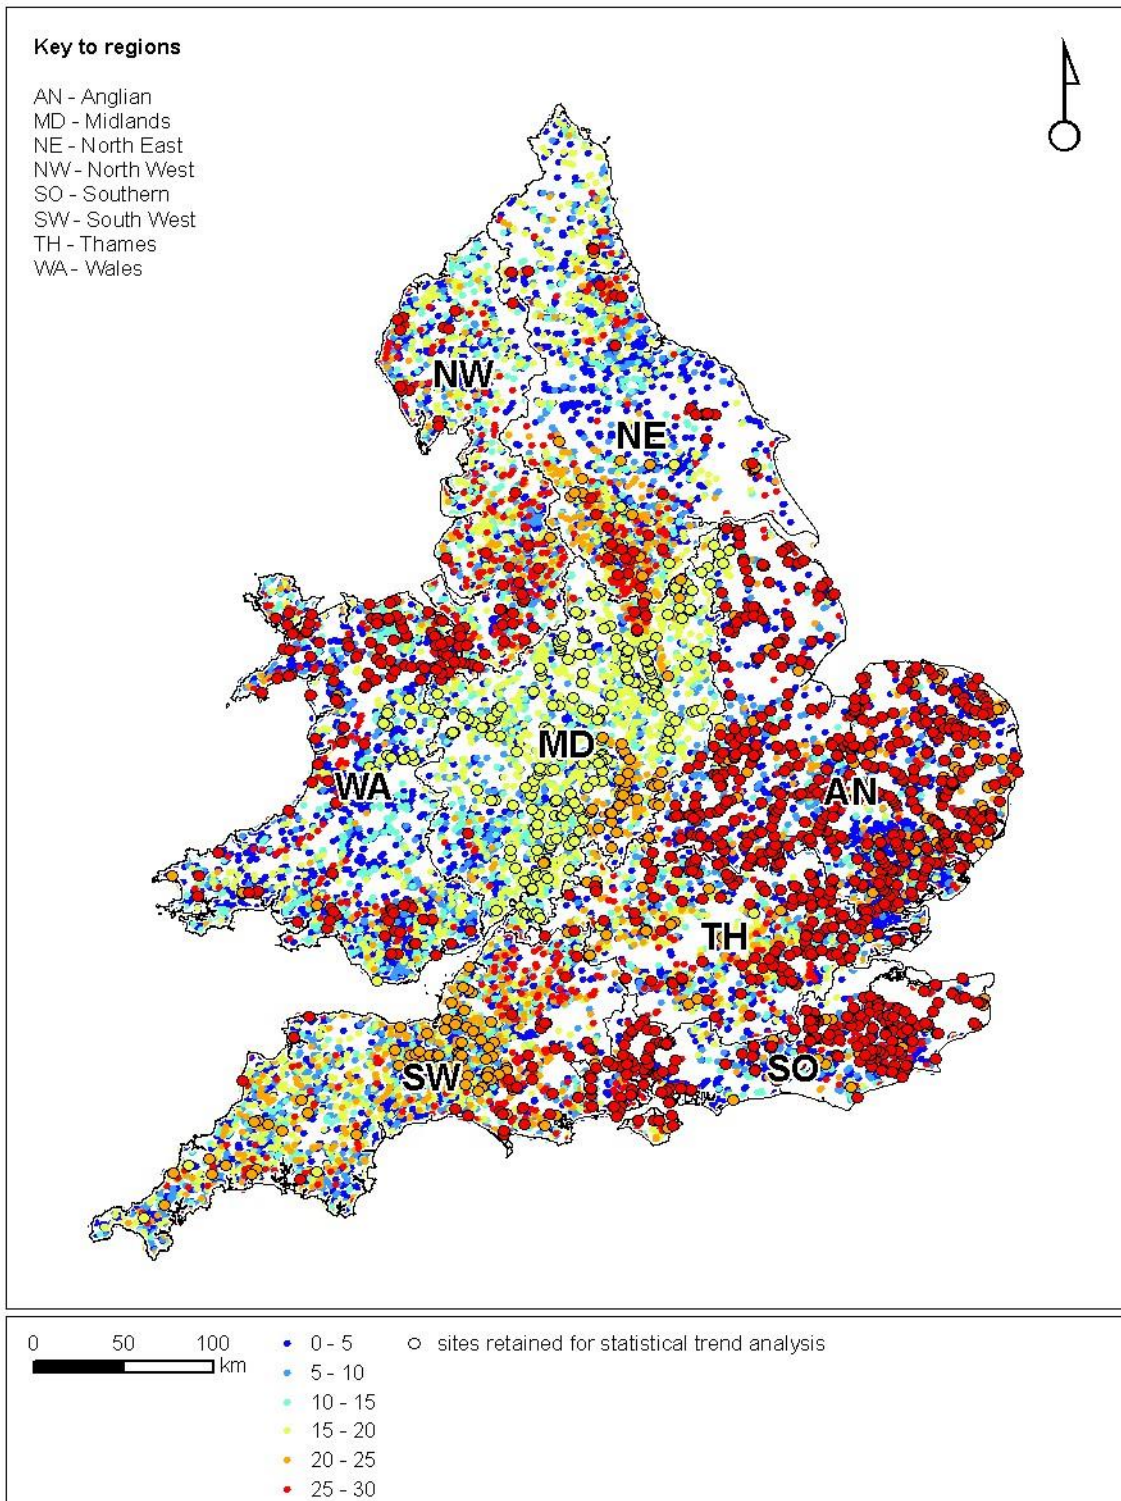 Key to regions
AN - Anglian
MD - Midlands
NE - North East
NW - North West
SO - Southern
SW - South West
TH - Thames
WA - Wales
NW
NE
MD
WA
AN
TH
SW
SO
0 50 100
km
0 - 5
5 - 10
10 - 15
15 - 20
20 - 25
25 - 30
sites retained for statistical trend analysis